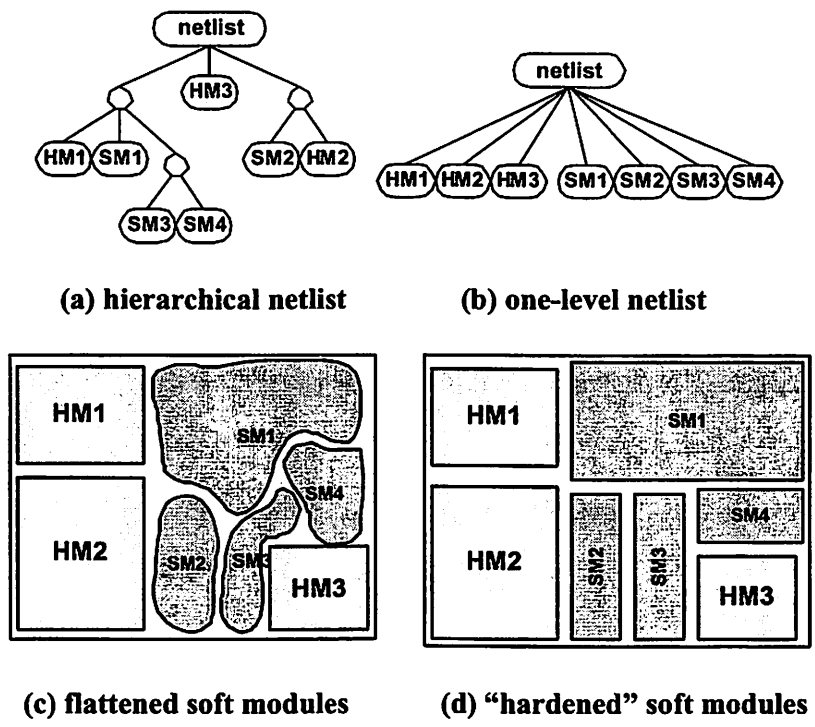 netlist
HM3
HM1 SM1
SM2 HM2
SM3 SM4
(a) hierarchical netlist
netlist
HM1 HM2 HM3 SM1 SM2 SM3 SM4
(b) one-level netlist
HM1
SM1
SM4
HM2
SM2
SM3
HM3
(c) flattened soft modules
HM1
SM1
SM4
HM2
SM2
SM3
HM3
(d) "hardened" soft modules